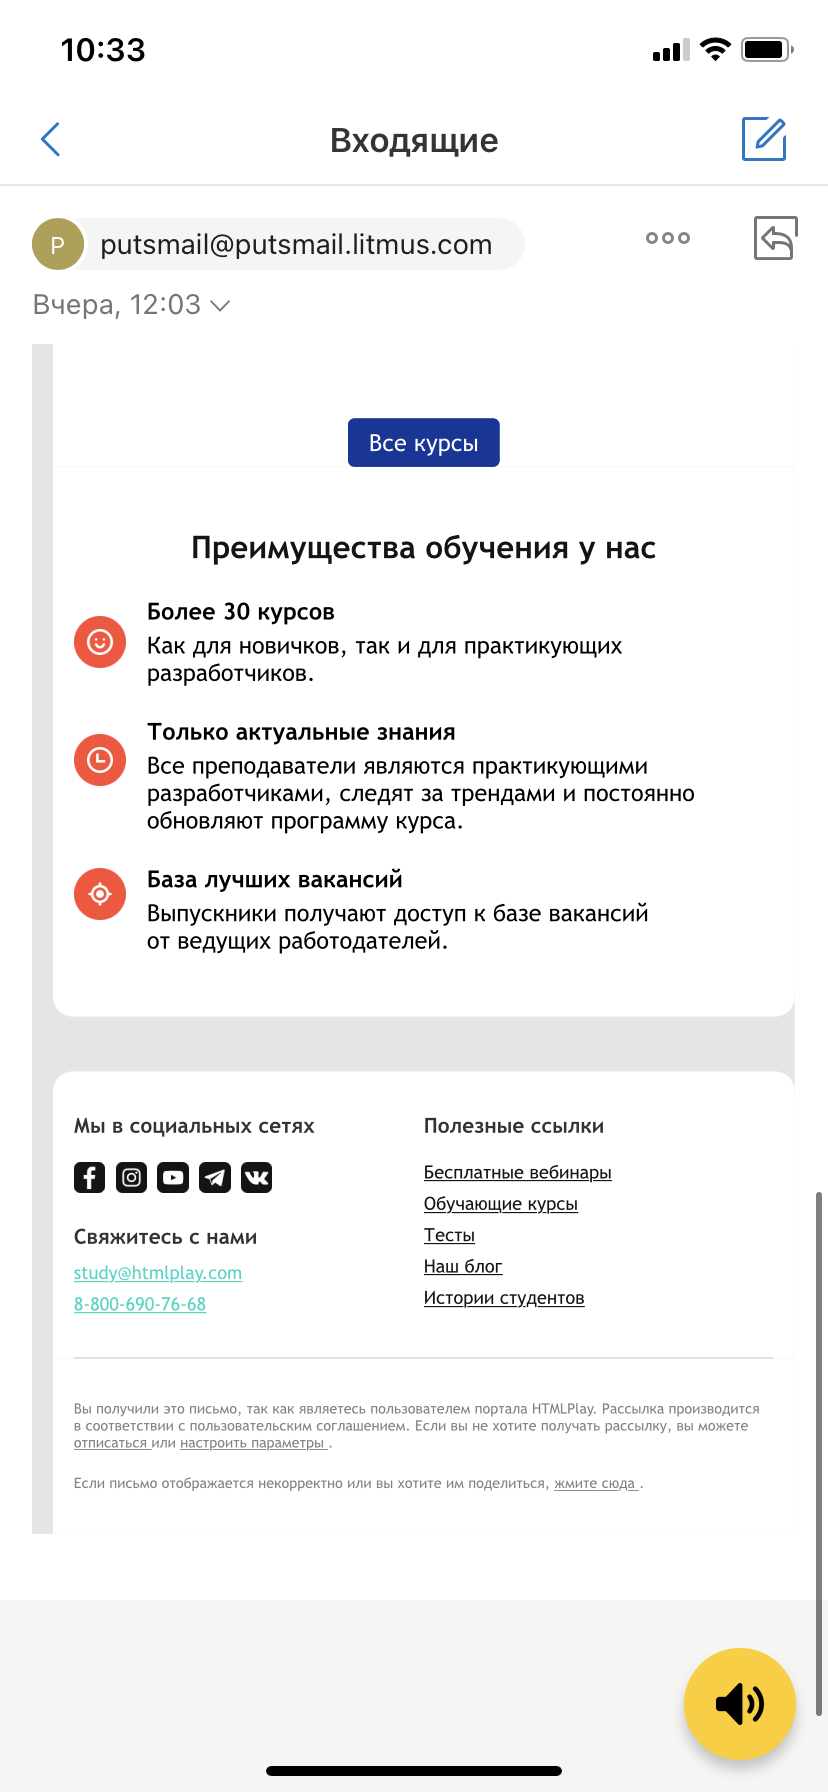 10:33
Входящие
P
putsmail@putsmail.litmus.com
Вчера, 12:03
Все курсы
Преимущества обучения у нас
Более 30 курсов
Как для новичков, так и для практикующих
разработчиков.
Только актуальные знания
Все преподаватели являются практикующими
разработчиками, следят за трендами и постоянно
обновляют программу курса.
База лучших вакансий
Выпускники получают доступ к базе вакансий
от ведущих работодателей.
Мы в социальных сетях
Свяжитесь с нами
study@htmlplay.com
8-800-690-76-68
Полезные ссылки
Бесплатные вебинары
Обучающие курсы
Тесты
Наш блог
Истории студентов
Вы получили это письмо, так как являетесь пользователем портала HTMLPlay. Рассылка производится
в соответствии с пользовательским соглашением. Если вы не хотите получать рассылку, вы можете
отписаться или настроить параметры .
Если письмо отображается некорректно или вы хотите им поделиться, жмите сюда .